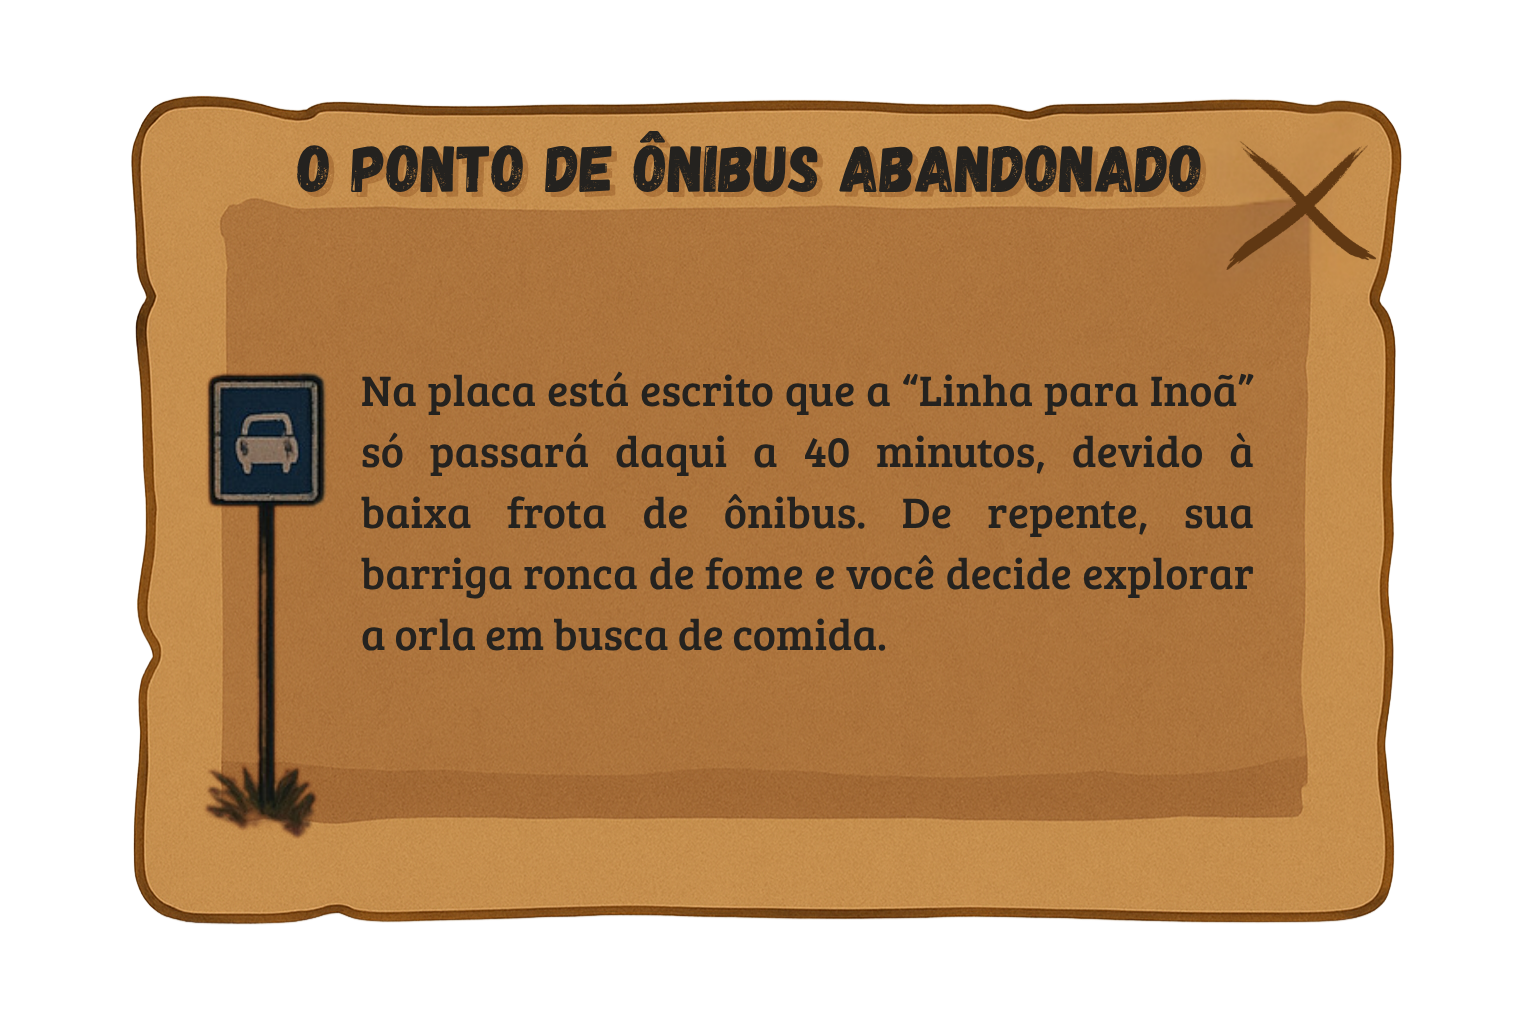 O PONTO DE ÔNIBUS ABANDONADO
Na placa está escrito que a “Linha para Inoã”
só passará daqui a 40 minutos, devido à
baixa frota de ônibus. De repente, sua
barriga ronca de fome e você decide explorar
a orla em busca de comida.